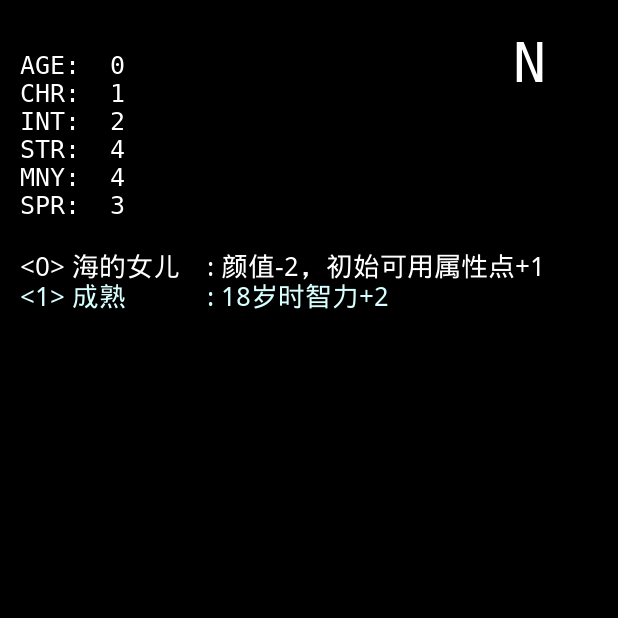 N
AGE: 0
CHR: 1
INT: 2
STR: 4
MNY: 4
SPR: 3
<0> 海的女儿 : 颜值-2，初始可用属性点+1
<1> 成熟 : 18岁时智力+2